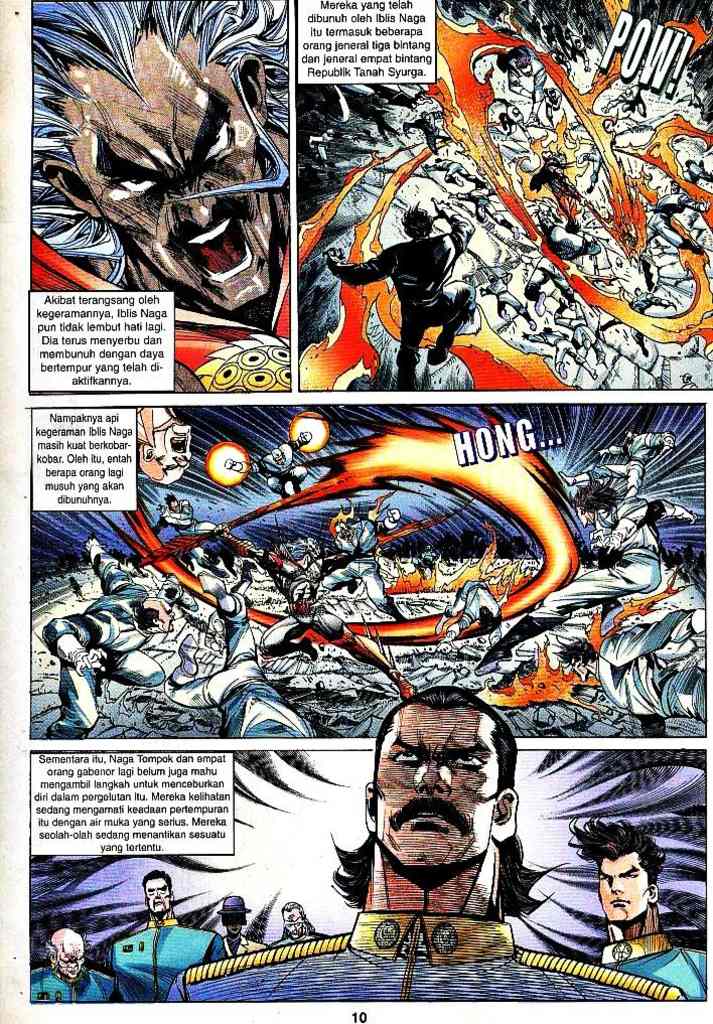 Akibat terangsang oleh
kegeramannya, Iblis Naga
pun tidak lembut hati lagi.
Dia terus menyerbu dan
membunuh dengan daya
bertempur yang telah di-
aktifkannya.
Mereka yang telah
dibunuh oleh Iblis Naga
itu termasuk beberapa
orang jeneral tiga bintang
dan jeneral empat bintang
Republik Tanah Syurga.
POW!
Nampaknya api
kegeraman Iblis Naga
masih kuat berkobar-
kobar. Oleh itu, entah
berapa orang lagi
musuh yang akan
dibunuhnya.
HONG...
Sementara itu, Naga Tompok dan empat
orang gabenor lagi belum juga mahu
mengambil langkah untuk menceburkan
diri dalam pergolutan itu. Mereka kelihatan
sedang mengamati keadaan pertempuran
itu dengan air muka yang serius. Mereka
seolah-olah sedang menantikan sesuatu
yang tertentu.
10